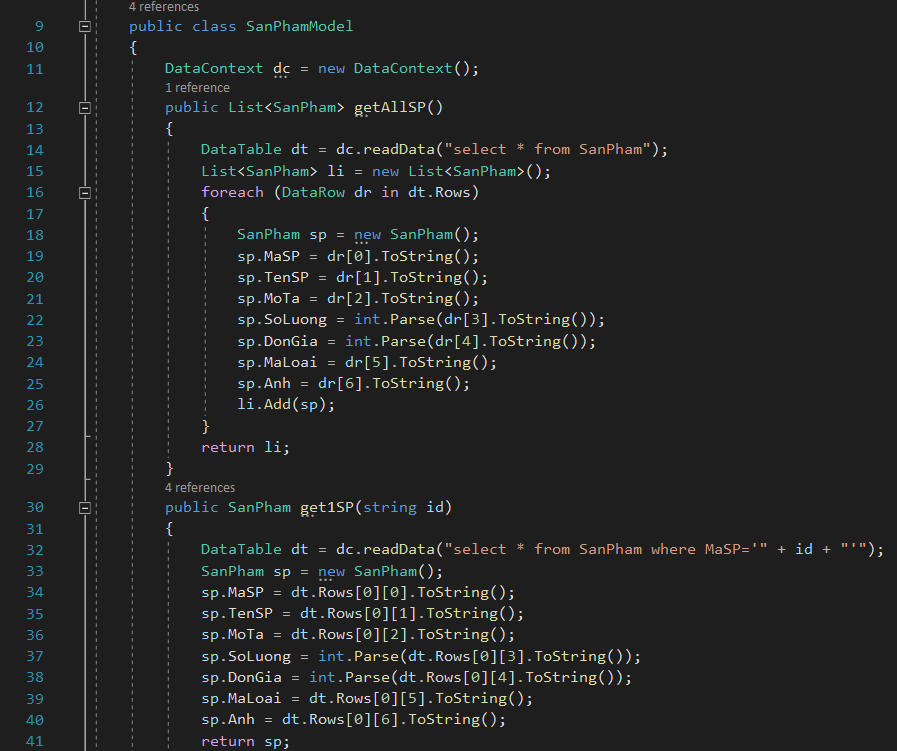 4 references
9 public class SanPhamModel
10 {
11 DataContext dc = new DataContext();
1 reference
12 public List<SanPham> getAllSP()
13 {
14 DataTable dt = dc.readData("select * from SanPham");
15 List<SanPham> li = new List<SanPham>();
16 foreach (DataRow dr in dt.Rows)
17 {
18 SanPham sp = new SanPham();
19 sp.MaSP = dr[0].ToString();
20 sp.TenSP = dr[1].ToString();
21 sp.MoTa = dr[2].ToString();
22 sp.SoLuong = int.Parse(dr[3].ToString());
23 sp.DonGia = int.Parse(dr[4].ToString());
24 sp.MaLoai = dr[5].ToString();
25 sp.Anh = dr[6].ToString();
26 li.Add(sp);
27 }
28 return li;
29 }
4 references
30 public SanPham get1SP(string id)
31 {
32 DataTable dt = dc.readData("select * from SanPham where MaSP='" + id + "'");
33 SanPham sp = new SanPham();
34 sp.MaSP = dt.Rows[0][0].ToString();
35 sp.TenSP = dt.Rows[0][1].ToString();
36 sp.MoTa = dt.Rows[0][2].ToString();
37 sp.SoLuong = int.Parse(dt.Rows[0][3].ToString());
38 sp.DonGia = int.Parse(dt.Rows[0][4].ToString());
39 sp.MaLoai = dt.Rows[0][5].ToString();
40 sp.Anh = dt.Rows[0][6].ToString();
41 return sp;